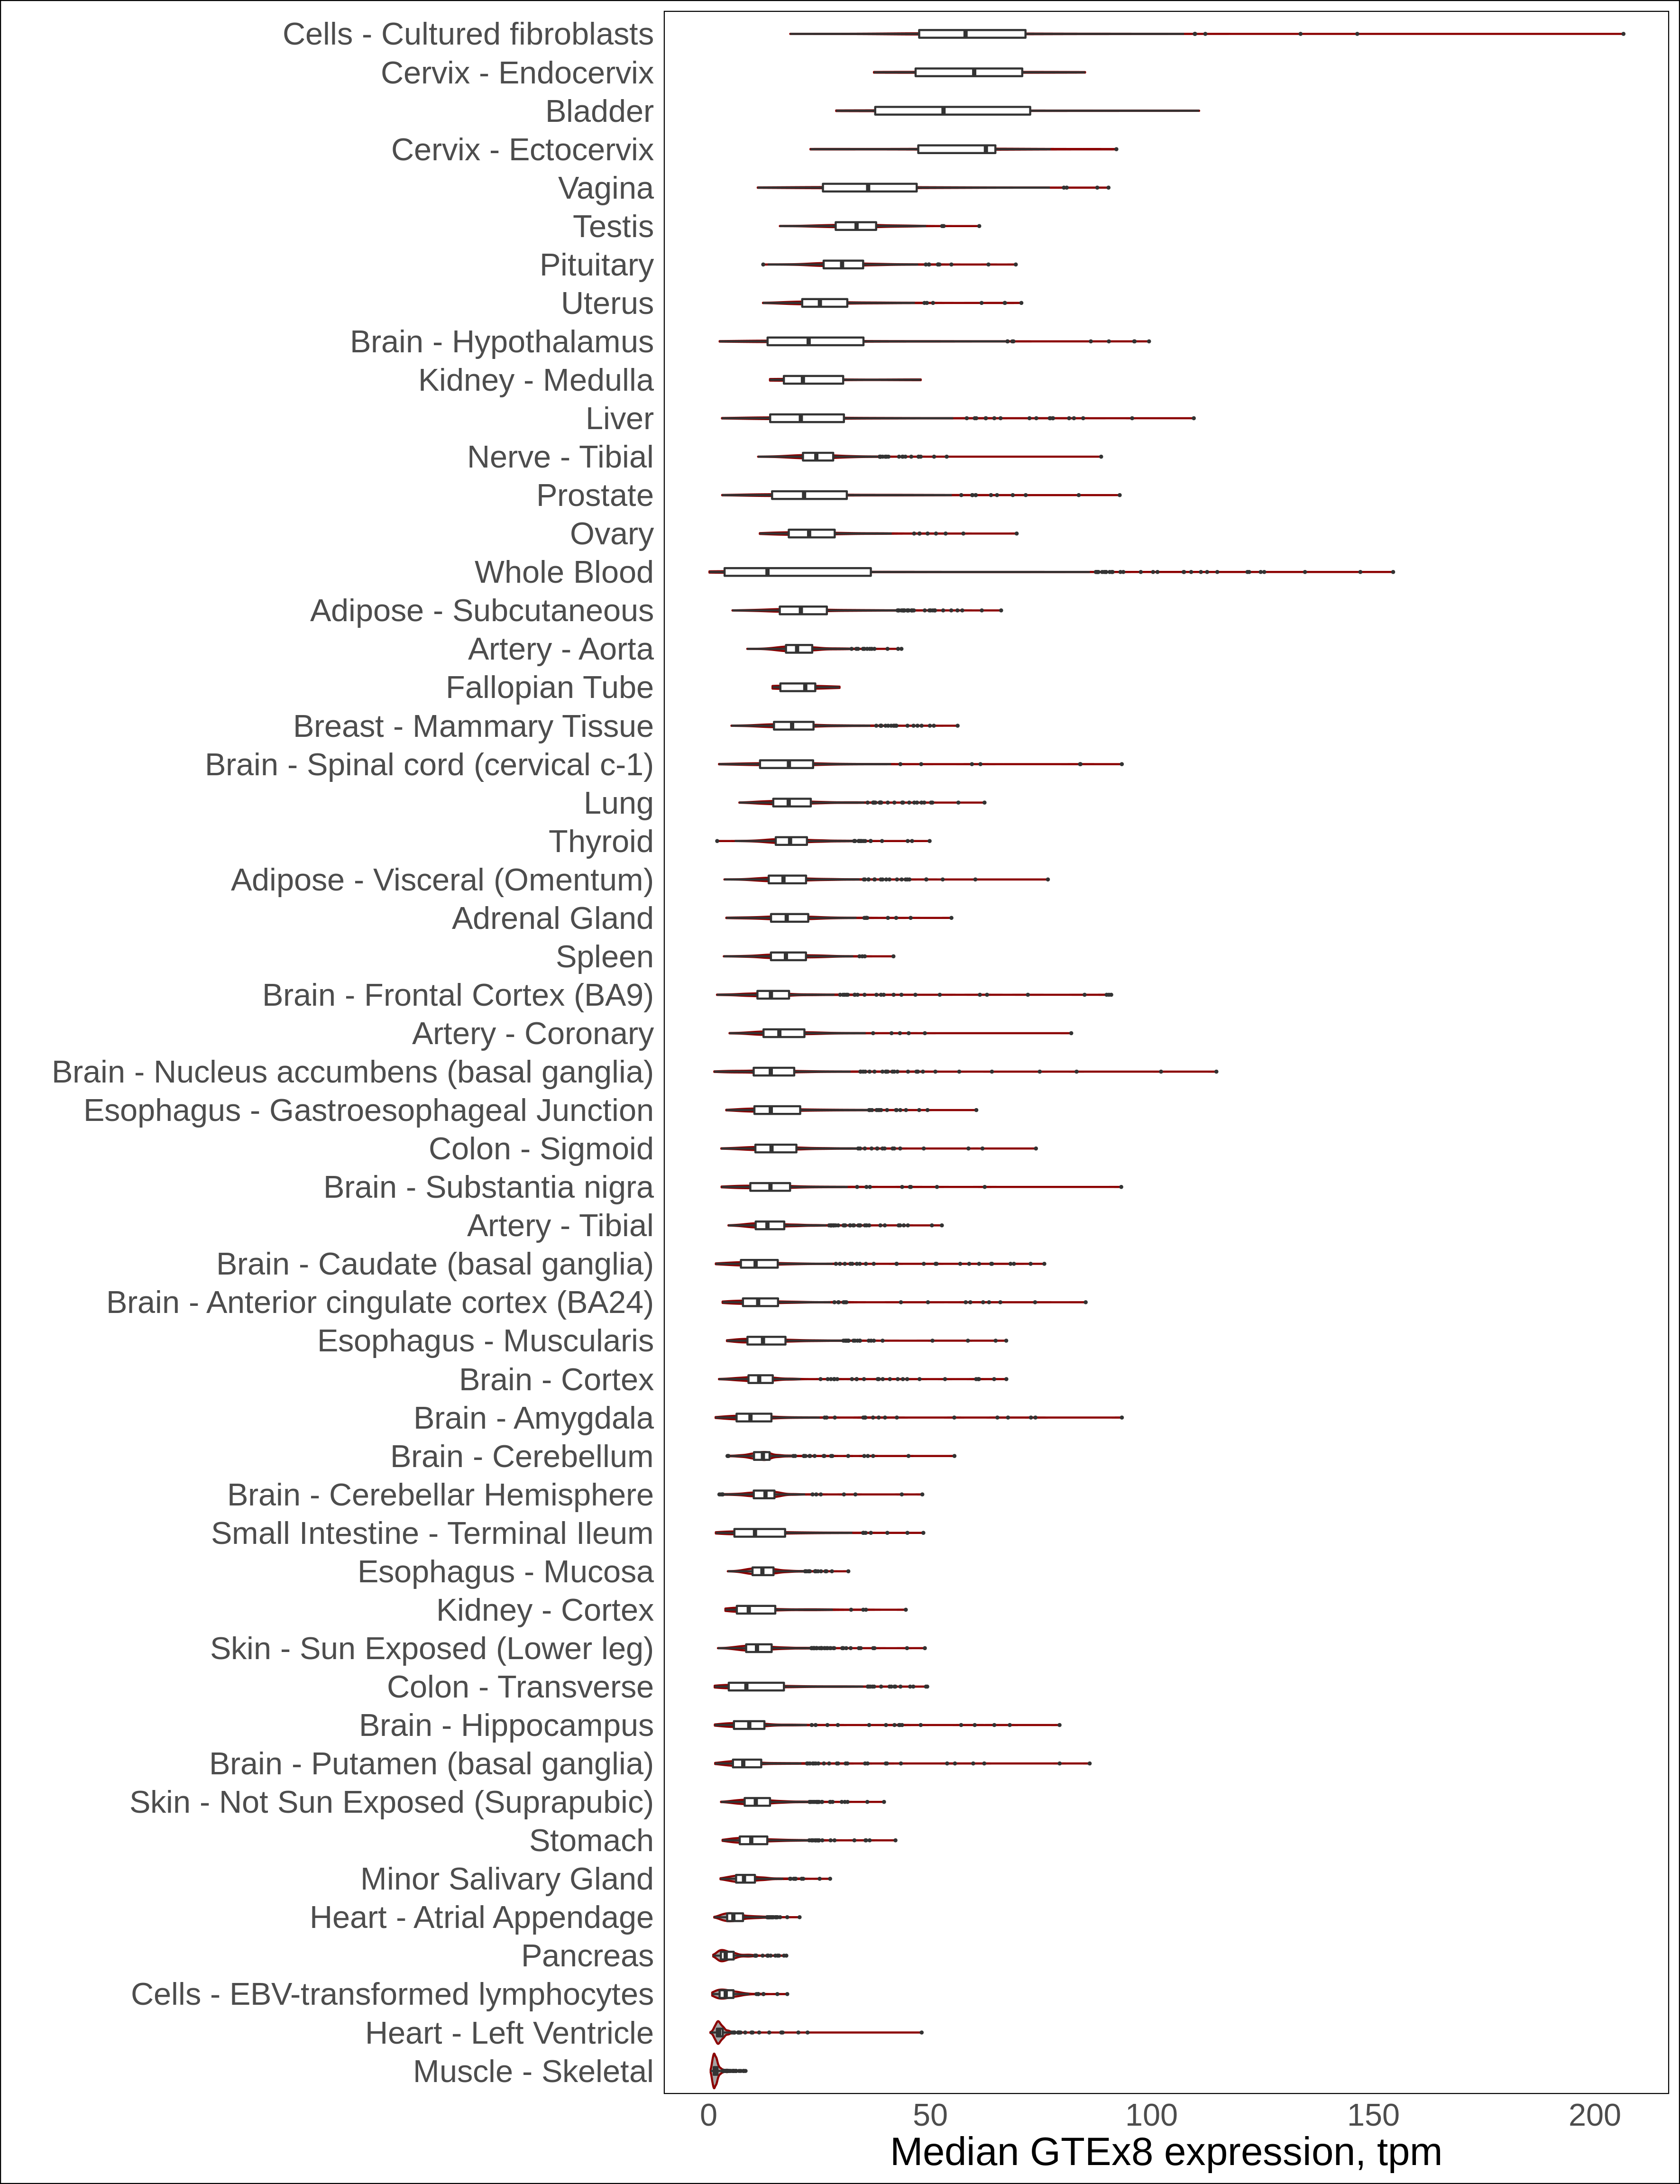 Cells - Cultured fibroblasts
Cervix - Endocervix
Bladder
Cervix - Ectocervix
Vagina
Testis
Pituitary
Uterus
Brain - Hypothalamus
Kidney - Medulla
Liver
Nerve - Tibial
Prostate
Ovary
Whole Blood
Adipose - Subcutaneous
Artery - Aorta
Fallopian Tube
Breast - Mammary Tissue
Brain - Spinal cord (cervical c-1)
Lung
Thyroid
Adipose - Visceral (Omentum)
Adrenal Gland
Spleen
Brain - Frontal Cortex (BA9)
Artery - Coronary
Brain - Nucleus accumbens (basal ganglia)
Esophagus - Gastroesophageal Junction
Colon - Sigmoid
Brain - Substantia nigra
Artery - Tibial
Brain - Caudate (basal ganglia)
Brain - Anterior cingulate cortex (BA24)
Esophagus - Muscularis
Brain - Cortex
Brain - Amygdala
Brain - Cerebellum
Brain - Cerebellar Hemisphere
Small Intestine - Terminal Ileum
Esophagus - Mucosa
Kidney - Cortex
Skin - Sun Exposed (Lower leg)
Colon - Transverse
Brain - Hippocampus
Brain - Putamen (basal ganglia)
Skin - Not Sun Exposed (Suprapubic)
Stomach
Minor Salivary Gland
Heart - Atrial Appendage
Pancreas
Cells - EBV-transformed lymphocytes
Heart - Left Ventricle
Muscle - Skeletal
0 50 100 150 200
Median GTEx8 expression, tpm